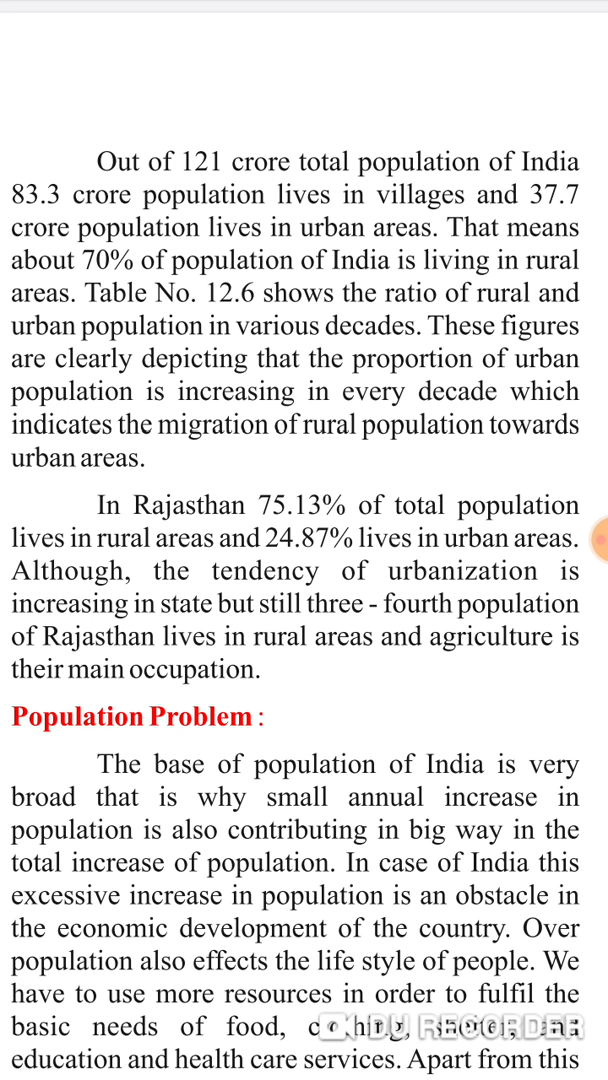 Out of 121 crore total population of India
83.3 crore population lives in villages and 37.7
crore population lives in urban areas. That means
about 70% of population of India is living in rural
areas. Table No. 12.6 shows the ratio of rural and
urban population in various decades. These figures
are clearly depicting that the proportion of urban
population is increasing in every decade which
indicates the migration of rural population towards
urban areas.
In Rajasthan 75.13% of total population
lives in rural areas and 24.87% lives in urban areas.
Although, the tendency of urbanization is
increasing in state but still three - fourth population
of Rajasthan lives in rural areas and agriculture is
their main occupation.
Population Problem :
The base of population of India is very
broad that is why small annual increase in
population is also contributing in big way in the
total increase of population. In case of India this
excessive increase in population is an obstacle in
the economic development of the country. Over
population also effects the life style of people. We
have to use more resources in order to fulfil the
basic needs of food, clothing, shelter, and
DU RECORDER
education and health care services. Apart from this